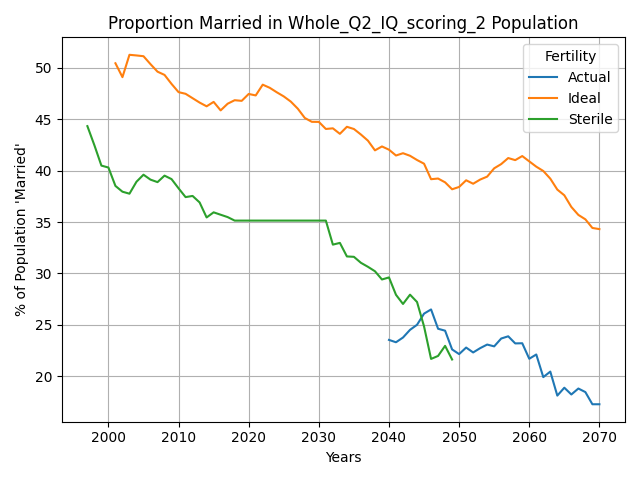 Proportion Married in Whole_Q2_IQ_scoring_2 Population
Fertility
Actual
Ideal
Sterile
% of Population 'Married'
50
45
40
35
30
25
20
2000 2010 2020 2030 2040 2050 2060 2070
Years